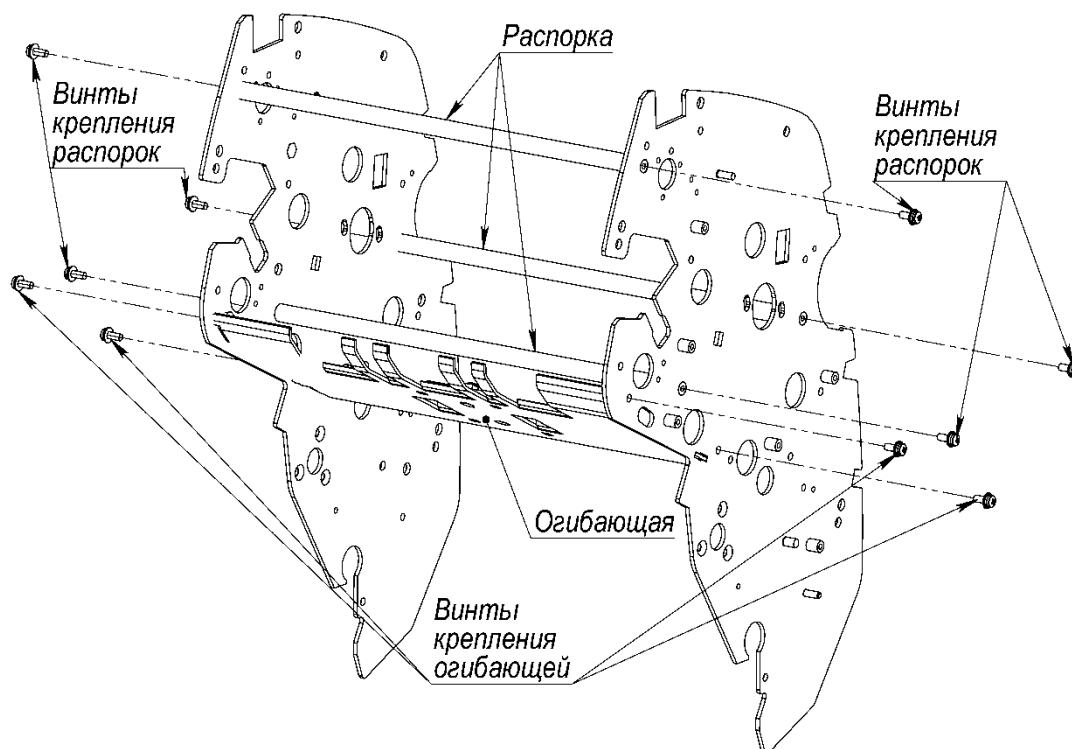 Распорка
Винты
крепления
распорок
Винты
крепления
распорок
Огибающая
Винты
крепления
огибающей